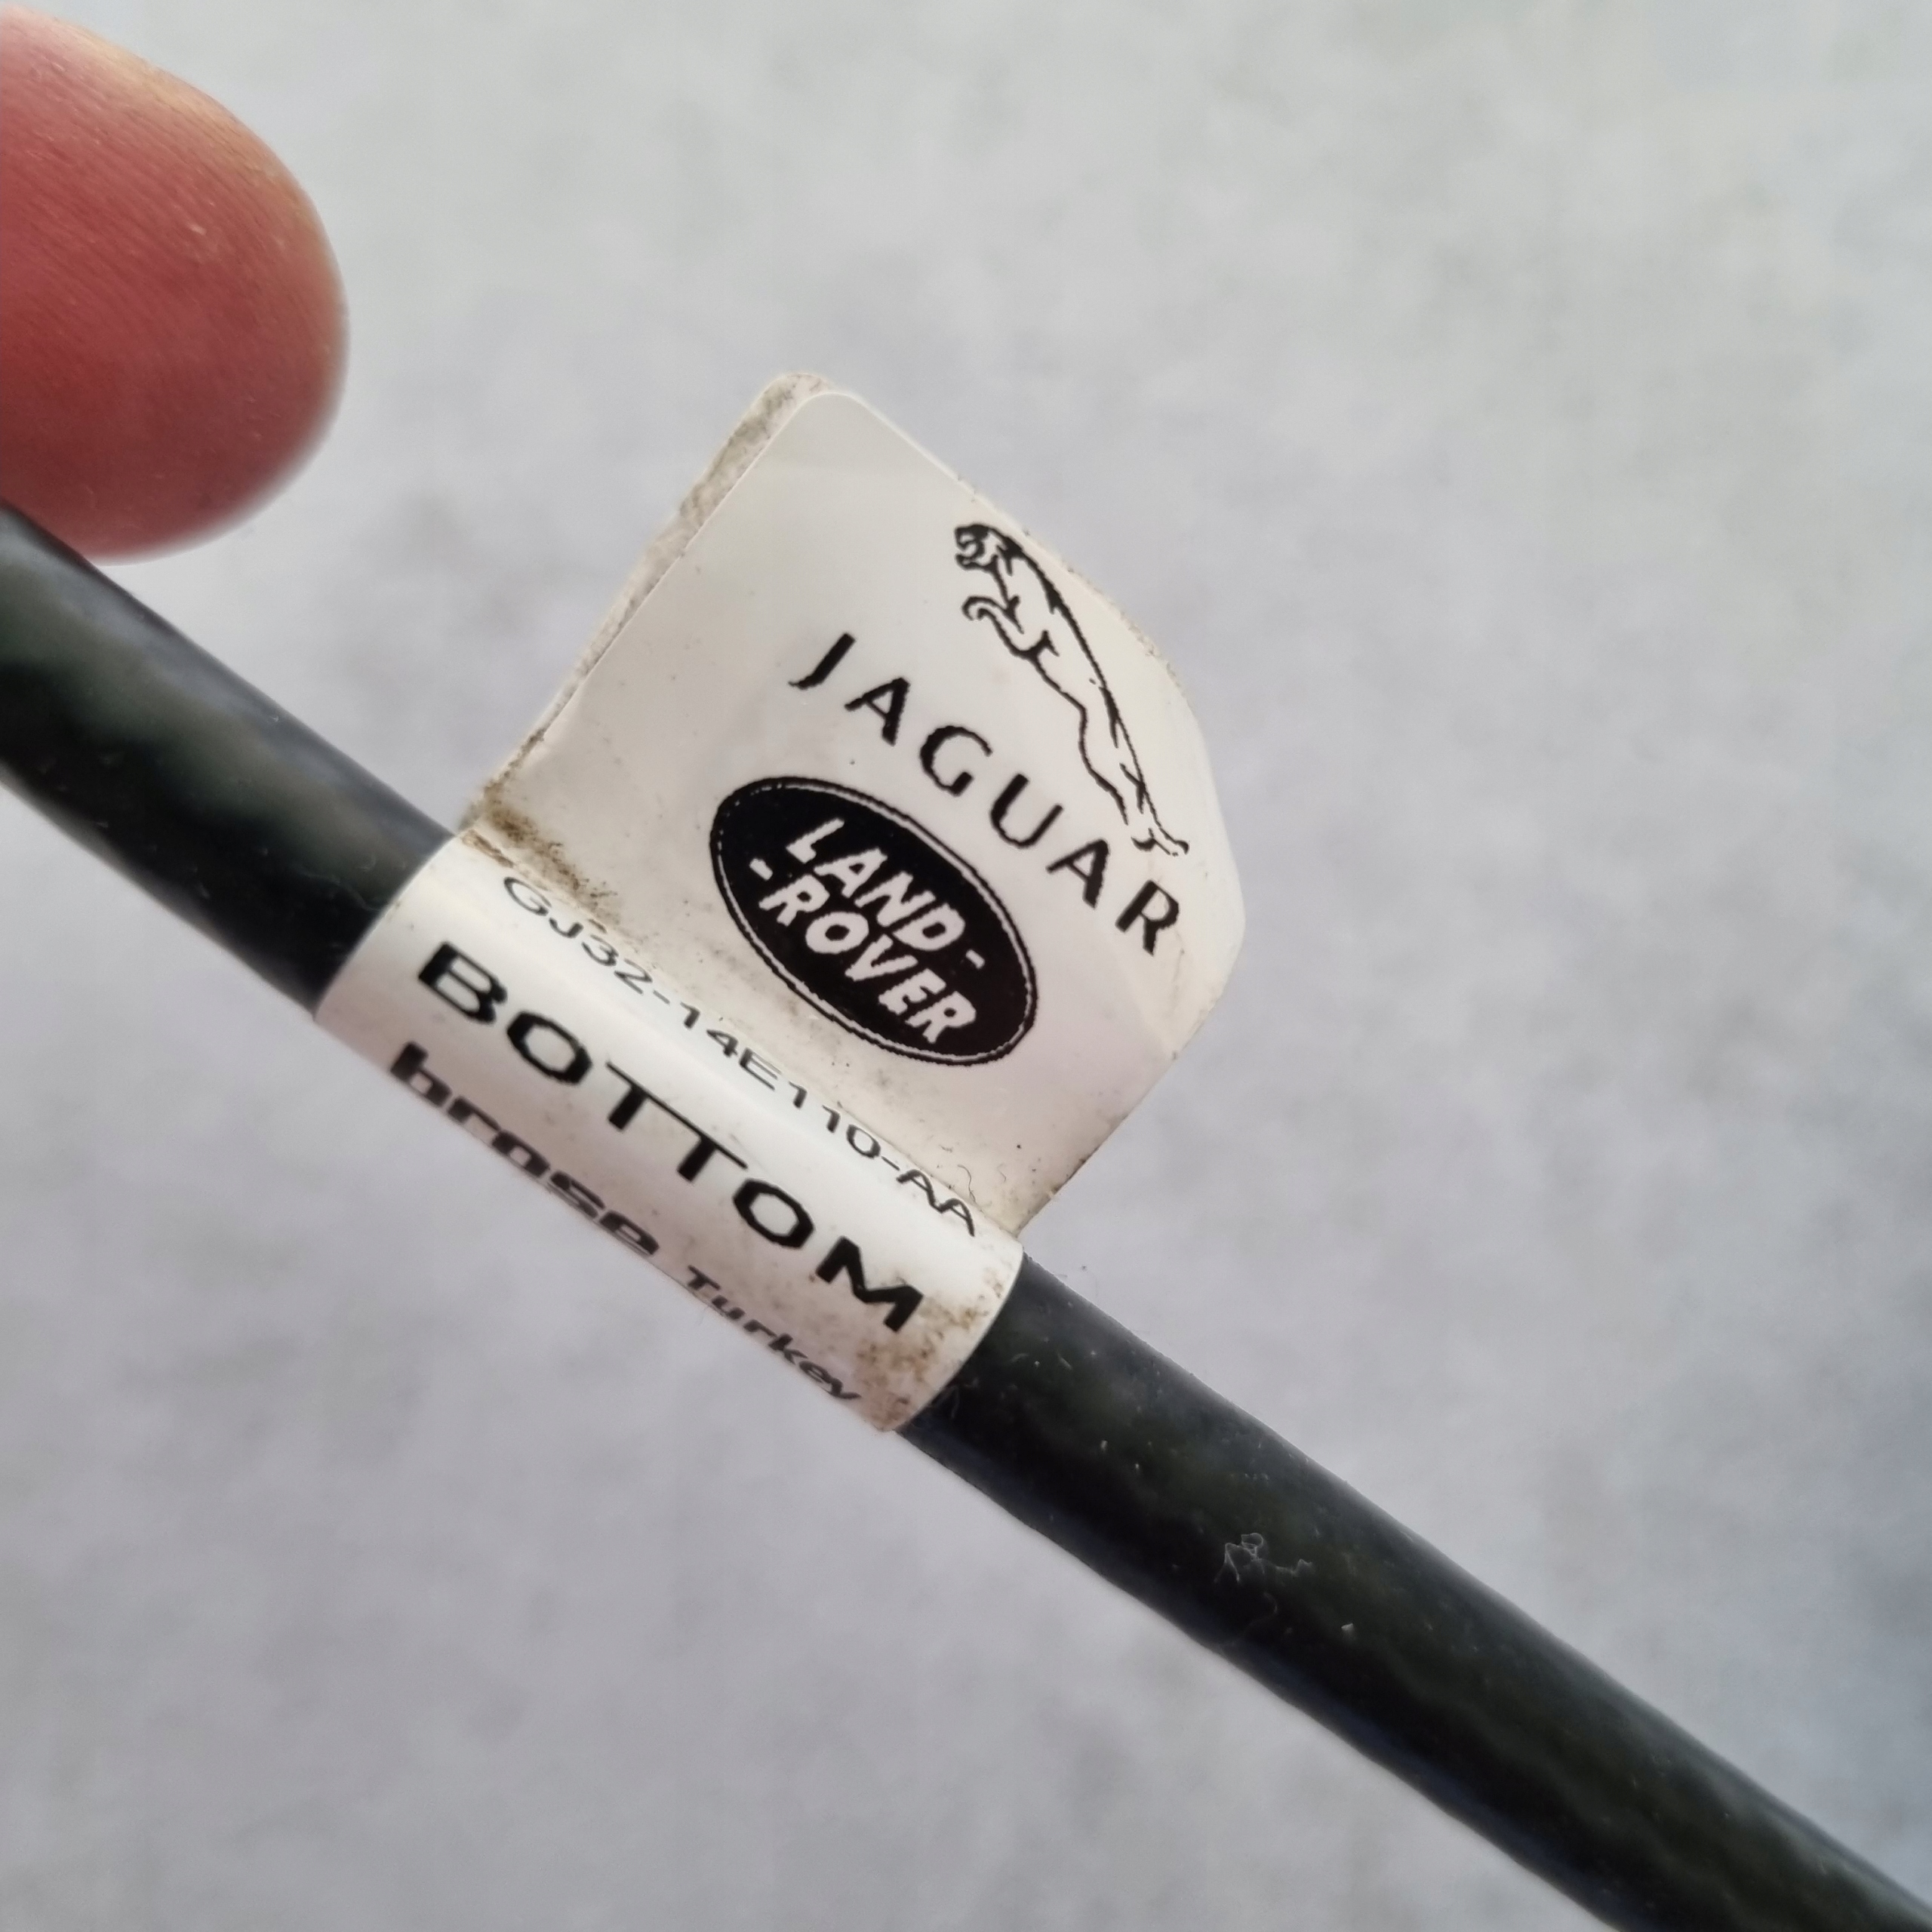 JAGUAR
LAND-
-ROVER
GJ32-14E110-AA
BOTTOM
brose Turkey